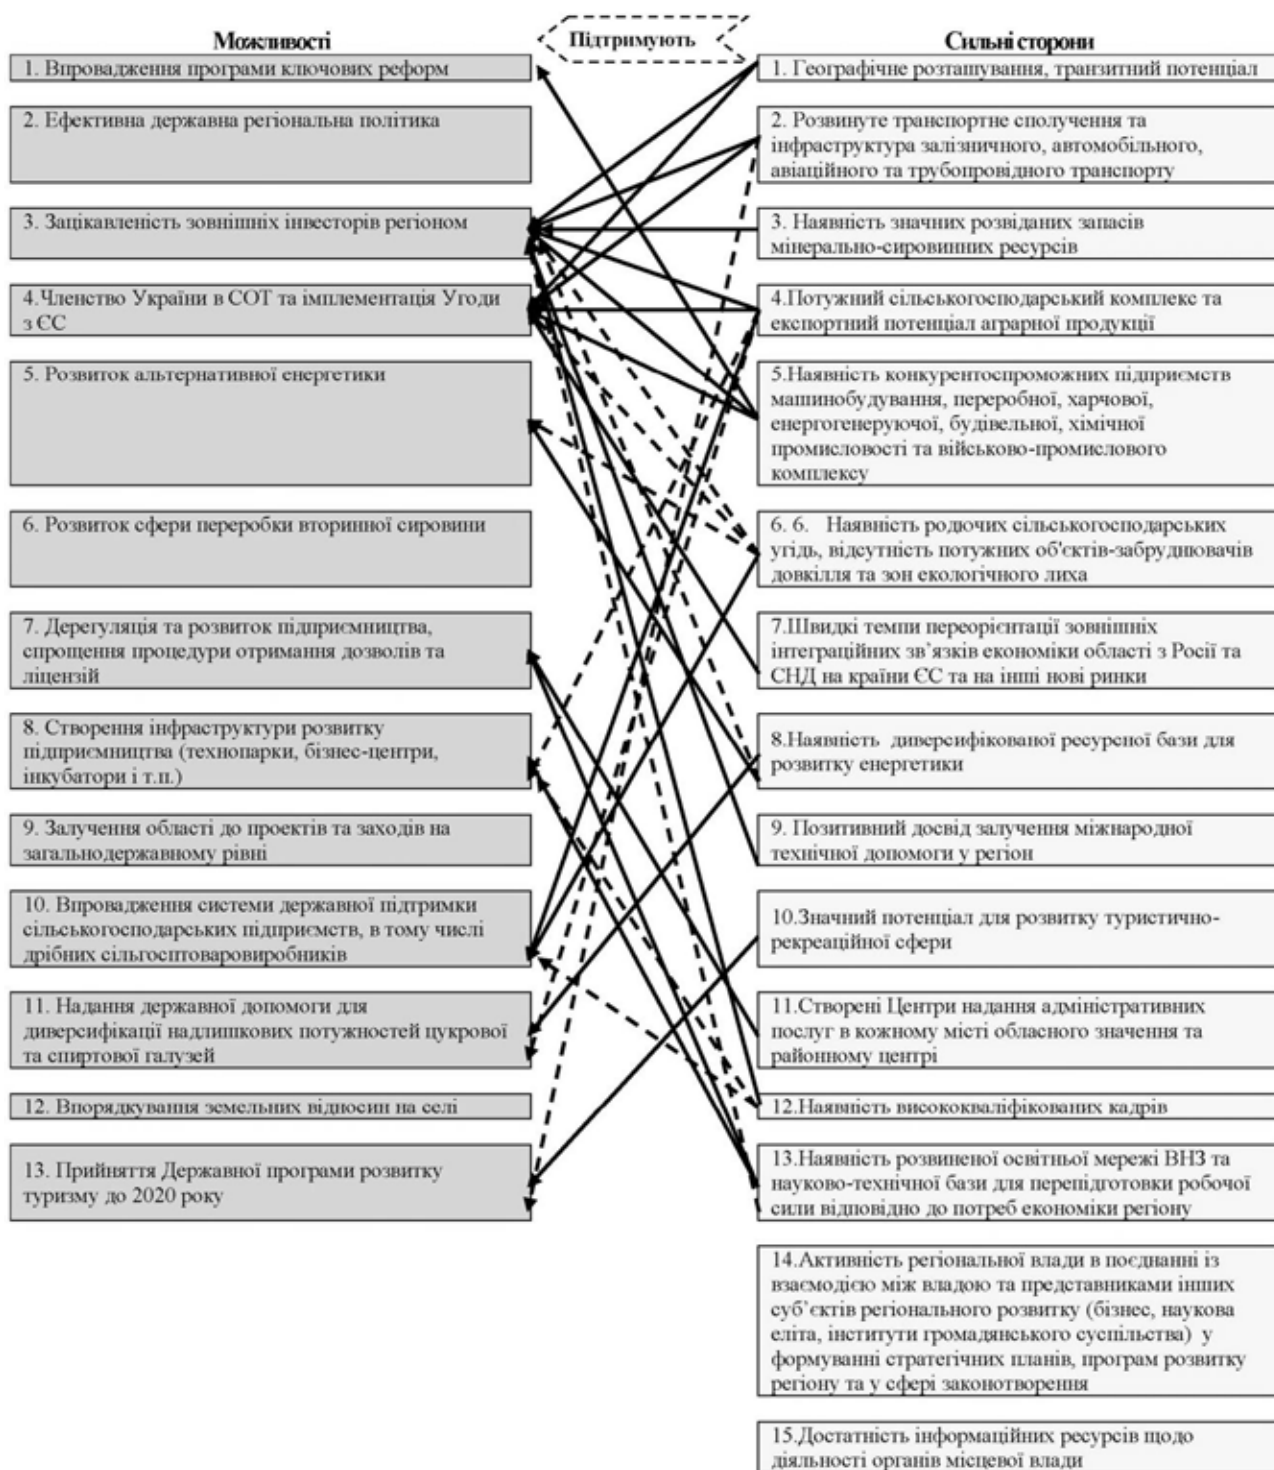 Підтримують
Можливості
1. Впровадження програми ключових реформ
2. Ефективна державна регіональна політика
3. Зацікавленість зовнішніх інвесторів регіоном
4.Членство України в СОТ та імплементація Угоди
з ЄС
5. Розвиток альтернативної енергетики
6. Розвиток сфери переробки вторинної сировини
7. Дерегуляція та розвиток підприємництва,
спрощення процедури отримання дозволів та
ліцензій
8. Створення інфраструктури розвитку
підприємництва (технопарки, бізнес-центри,
інкубатори і т.п.)
9. Залучення області до проектів та заходів на
загальнодержавному рівні
10. Впровадження системи державної підтримки
сільськогосподарських підприємств, в тому числі
дрібних сільгосптоваровиробників
11. Надання державної допомоги для
диверсифікації надлишкових потужностей цукрової
та спиртової галузей
12. Впорядкування земельних відносин на селі
13. Прийняття Державної програми розвитку
туризму до 2020 року
Сильні сторони
1. Географічне розташування, транзитний потенціал
2. Розвинуте транспортне сполучення та
інфраструктура залізничного, автомобільного,
авіаційного та трубопровідного транспорту
3. Наявність значних розвіданих запасів
мінерально-сировинних ресурсів
4.Потужний сільськогосподарський комплекс та
експортний потенціал аграрної продукції
5.Наявність конкурентоспроможних підприємств
машинобудування, переробної, харчової,
енергогенеруючої, будівельної, хімічної
промисловості та військово-промислового
комплексу
6. 6. Наявність родючих сільськогосподарських
угідь, відсутність потужних об'єктів-забруднювачів
довкілля та зон екологічного лиха
7.Швидкі темпи переорієнтації зовнішніх
інтеграційних зв’язків економіки області з Росії та
СНД на країни ЄС та на інші нові ринки
8.Наявність диверсифікованої ресурсної бази для
розвитку енергетики
9. Позитивний досвід залучення міжнародної
технічної допомоги у регіон
10.Значний потенціал для розвитку туристично-
рекреаційної сфери
11.Створені Центри надання адміністративних
послуг в кожному місті обласного значення та
районному центрі
12.Наявність висококваліфікованих кадрів
13.Наявність розвиненої освітньої мережі ВНЗ та
науково-технічної бази для перепідготовки робочої
сили відповідно до потреб економіки регіону
14.Активність регіональної влади в поєднанні із
взаємодією між владою та представниками інших
суб’єктів регіонального розвитку (бізнес, наукова
еліта, інститути громадянського суспільства) у
формуванні стратегічних планів, програм розвитку
регіону та у сфері законотворення
15.Достатність інформаційних ресурсів щодо
діяльності органів місцевої влади